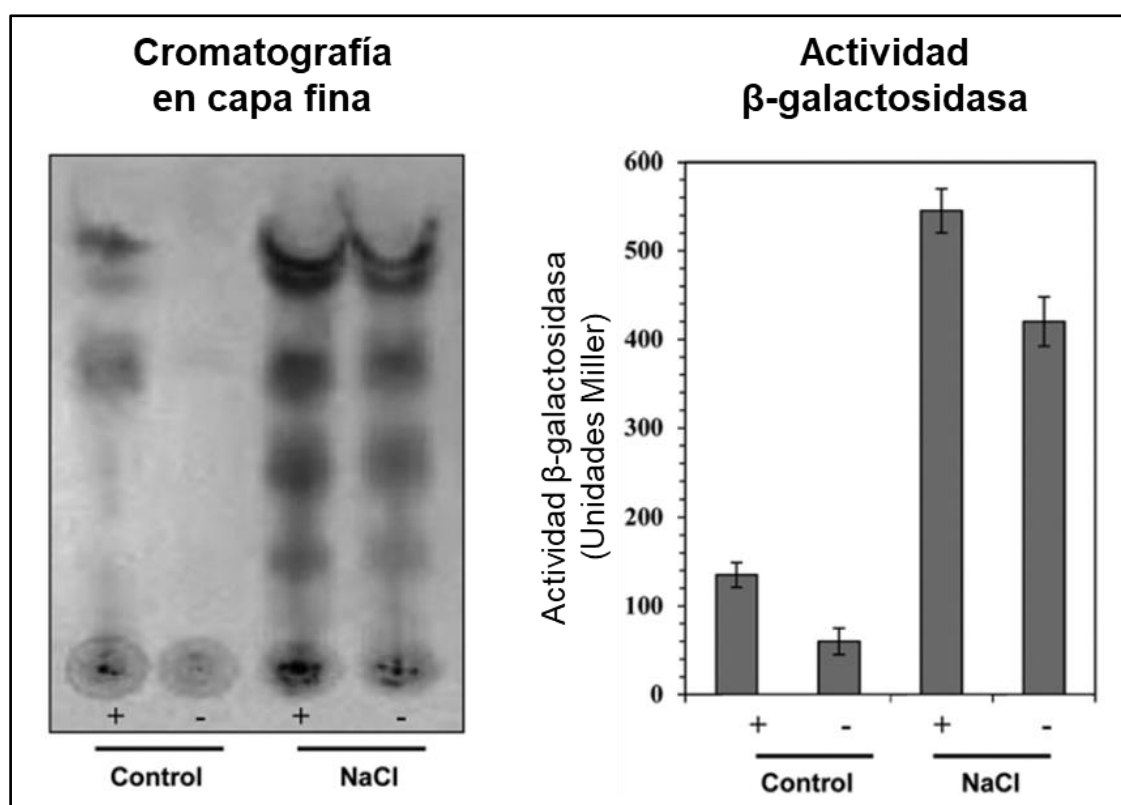 Cromatografía
en capa fina
+
-
+
-
Control
NaCl
Actividad
β-galactosidasa
Actividad β-galactosidasa
(Unidades Miller)
600
500
400
300
200
100
0
+
-
+
-
Control
NaCl